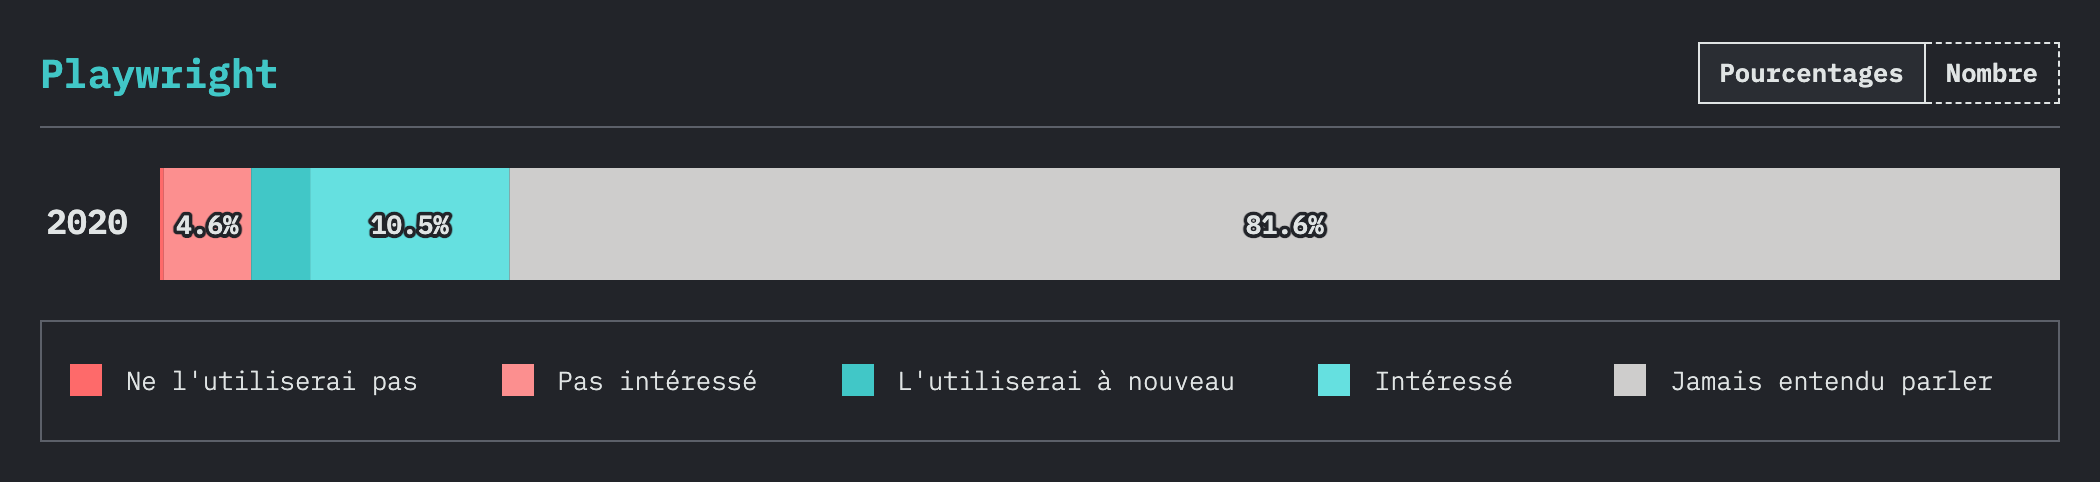 Playwright
Pourcentages Nombre
2020 4.6% 10.5% 81.6%
Ne l'utiliserai pas Pas intéressé L'utiliserai à nouveau Intéressé Jamais entendu parler